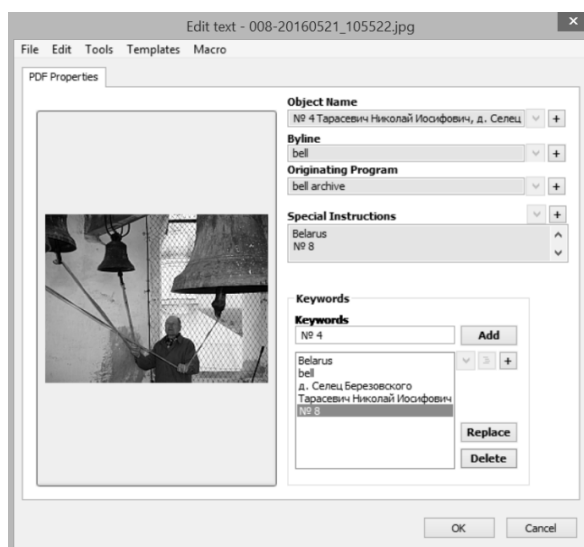 Edit text - 008-20160521_105522.jpg
x
File Edit Tools Templates Macro
PDF Properties
Object Name
№ 4 Тарасевич Николай Иосифович, д. Селец
+
Byline
bell
+
Originating Program
bell archive
+
Special Instructions
+
Belarus
№ 8
Keywords
Keywords
№ 4
Add
Belarus
bell
д. Селец Березовского
Тарасевич Николай Иосифович
№ 8
+
Replace
Delete
OK Cancel